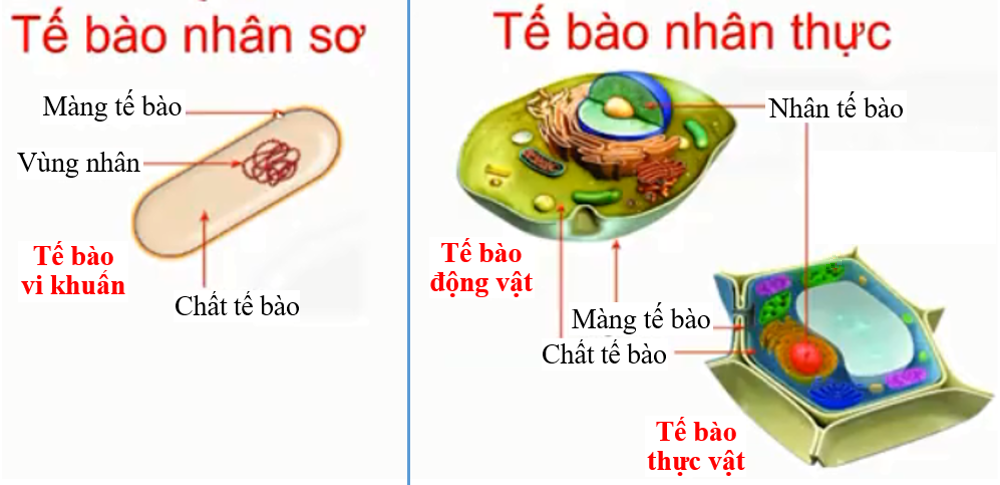 Tế bào nhân sơ
Màng tế bào
Vùng nhân
Tế bào
vi khuẩn
Chất tế bào
Tế bào nhân thực
Nhân tế bào
Tế bào
động vật
Màng tế bào
Chất tế bào
Tế bào
thực vật